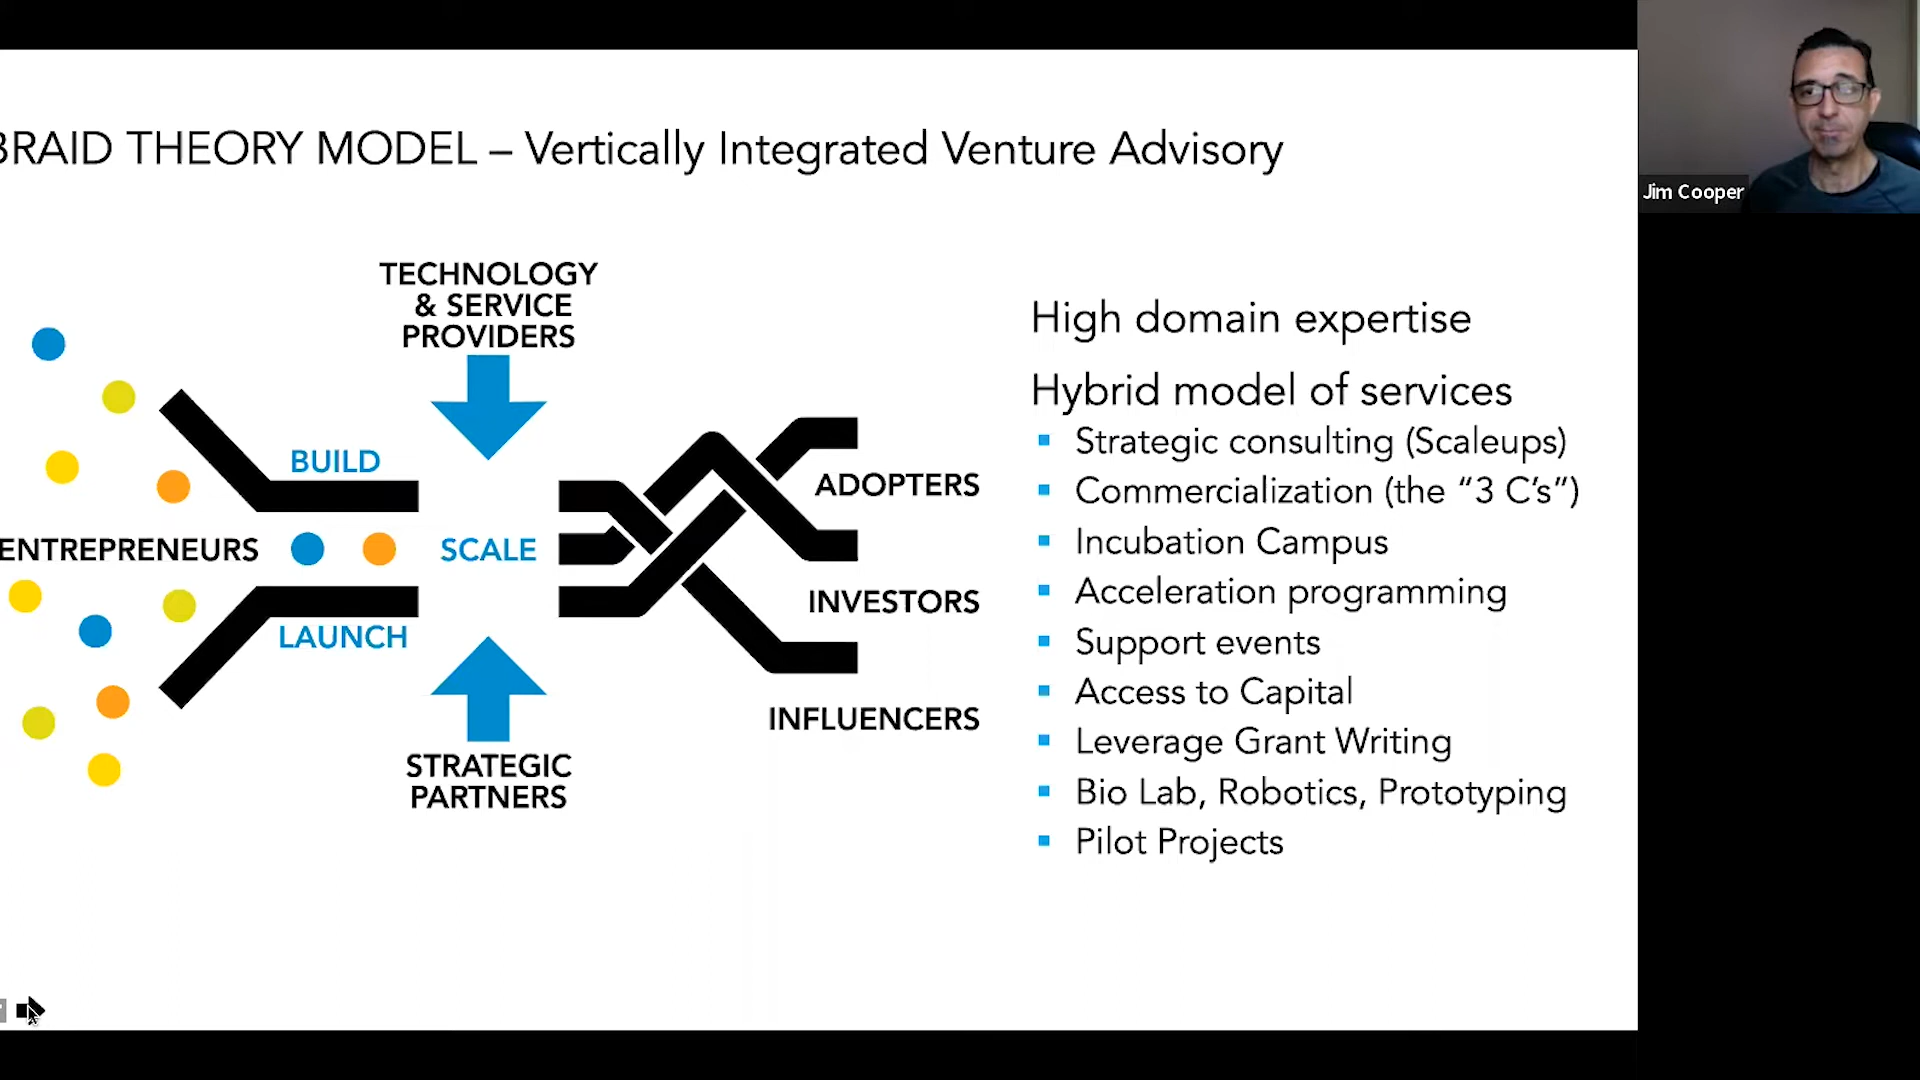 BRAID THEORY MODEL – Vertically Integrated Venture Advisory
Jim Cooper
TECHNOLOGY
& SERVICE
PROVIDERS
BUILD
ENTREPRENEURS
SCALE
LAUNCH
STRATEGIC
PARTNERS
ADOPTERS
INVESTORS
INFLUENCERS
High domain expertise
Hybrid model of services
Strategic consulting (Scaleups)
Commercialization (the “3 C’s”)
Incubation Campus
Acceleration programming
Support events
Access to Capital
Leverage Grant Writing
Bio Lab, Robotics, Prototyping
Pilot Projects